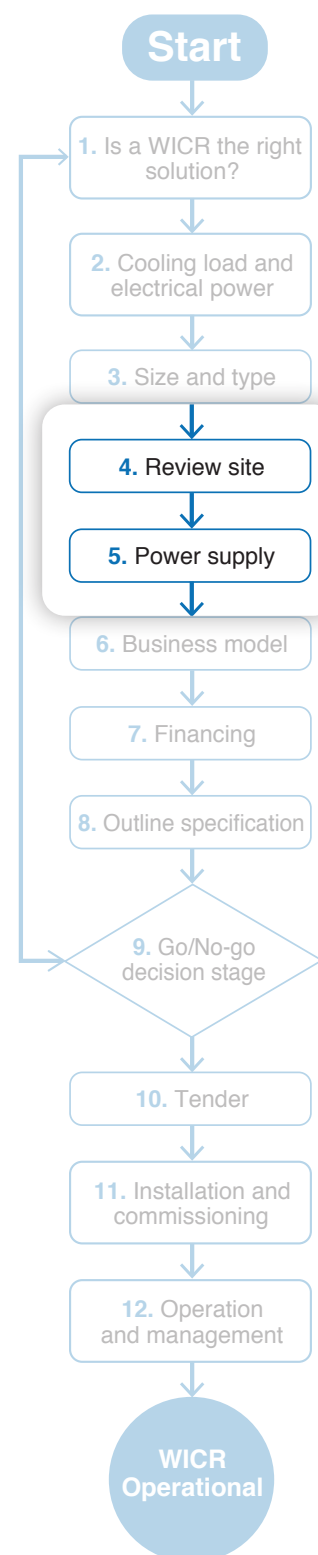 Start
1. Is a WICR the right
solution?
2. Cooling load and
electrical power
3. Size and type
4. Review site
5. Power supply
6. Business model
7. Financing
8. Outline specification
9. Go/No-go
decision stage
10. Tender
11. Installation and
commissioning
12. Operation
and management
WICR
Operational